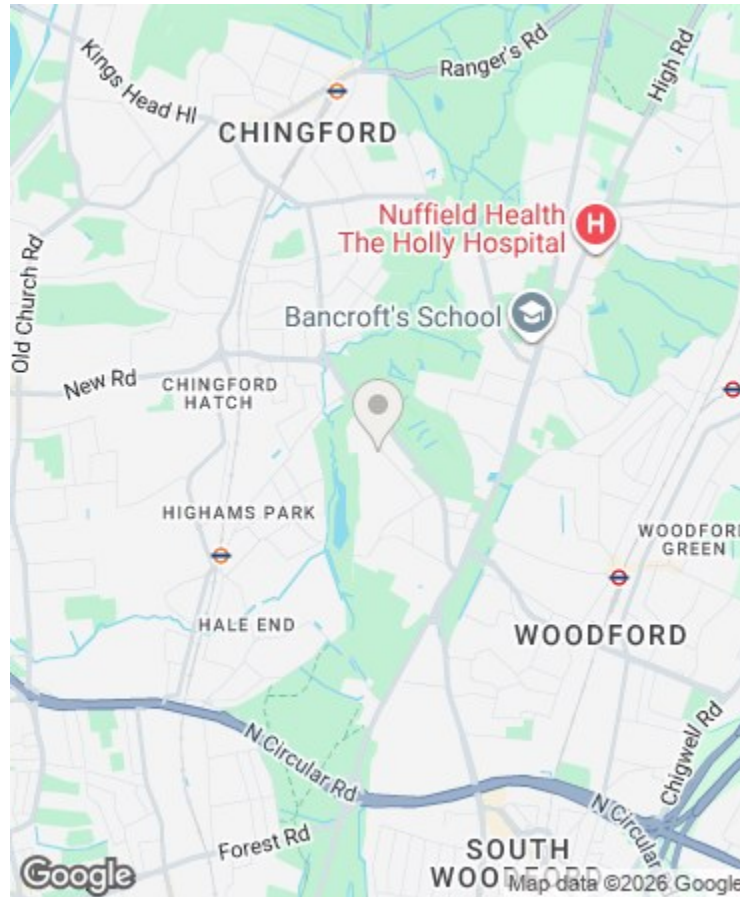 Kings Head Hl
Ranger's Rd
High Rd
CHINGFORD
Nuffield Health
The Holly Hospital
H
Old Church Rd
Bancroft's School
New Rd
CHINGFORD
HATCH
HIGHAMS PARK
WOODFORD
GREEN
HALE END
WOODFORD
Chigwell Rd
N Circular Rd
N Circular
Forest Rd
SOUTH
WOODFORD
Google
Map data ©2026 Google